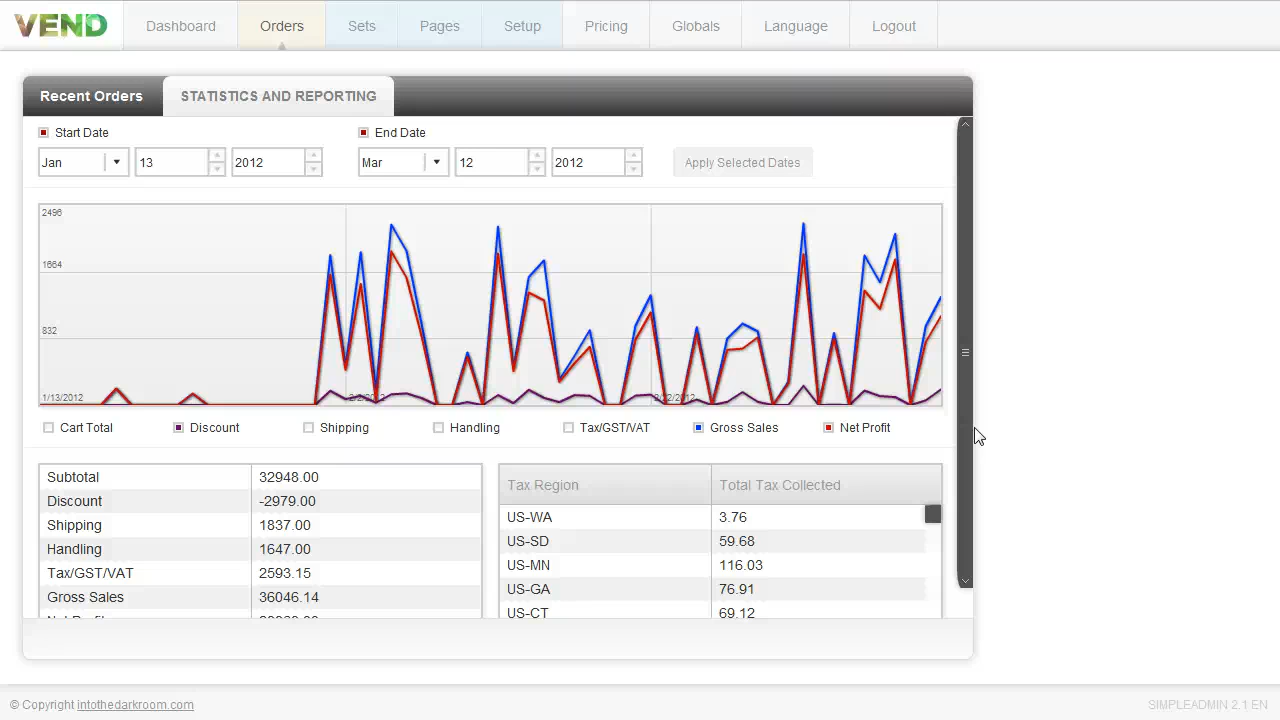 VEND Dashboard Orders Sets Pages Setup Pricing Globals Language Logout
Recent Orders STATISTICS AND REPORTING
Start Date End Date
Jan 13 2012 Mar 12 2012 Apply Selected Dates
2496
1664
832
1/13/2012
Cart Total Discount Shipping Handling Tax/GST/VAT Gross Sales Net Profit
Subtotal 32948.00
Discount -2979.00
Shipping 1837.00
Handling 1647.00
Tax/GST/VAT 2593.15
Gross Sales 36046.14
Tax Region Total Tax Collected
US-WA 3.76
US-SD 59.68
US-MN 116.03
US-GA 76.91
US-CT 69.12
© Copyright intothedarkroom.com SIMPLEADMIN 2.1 EN